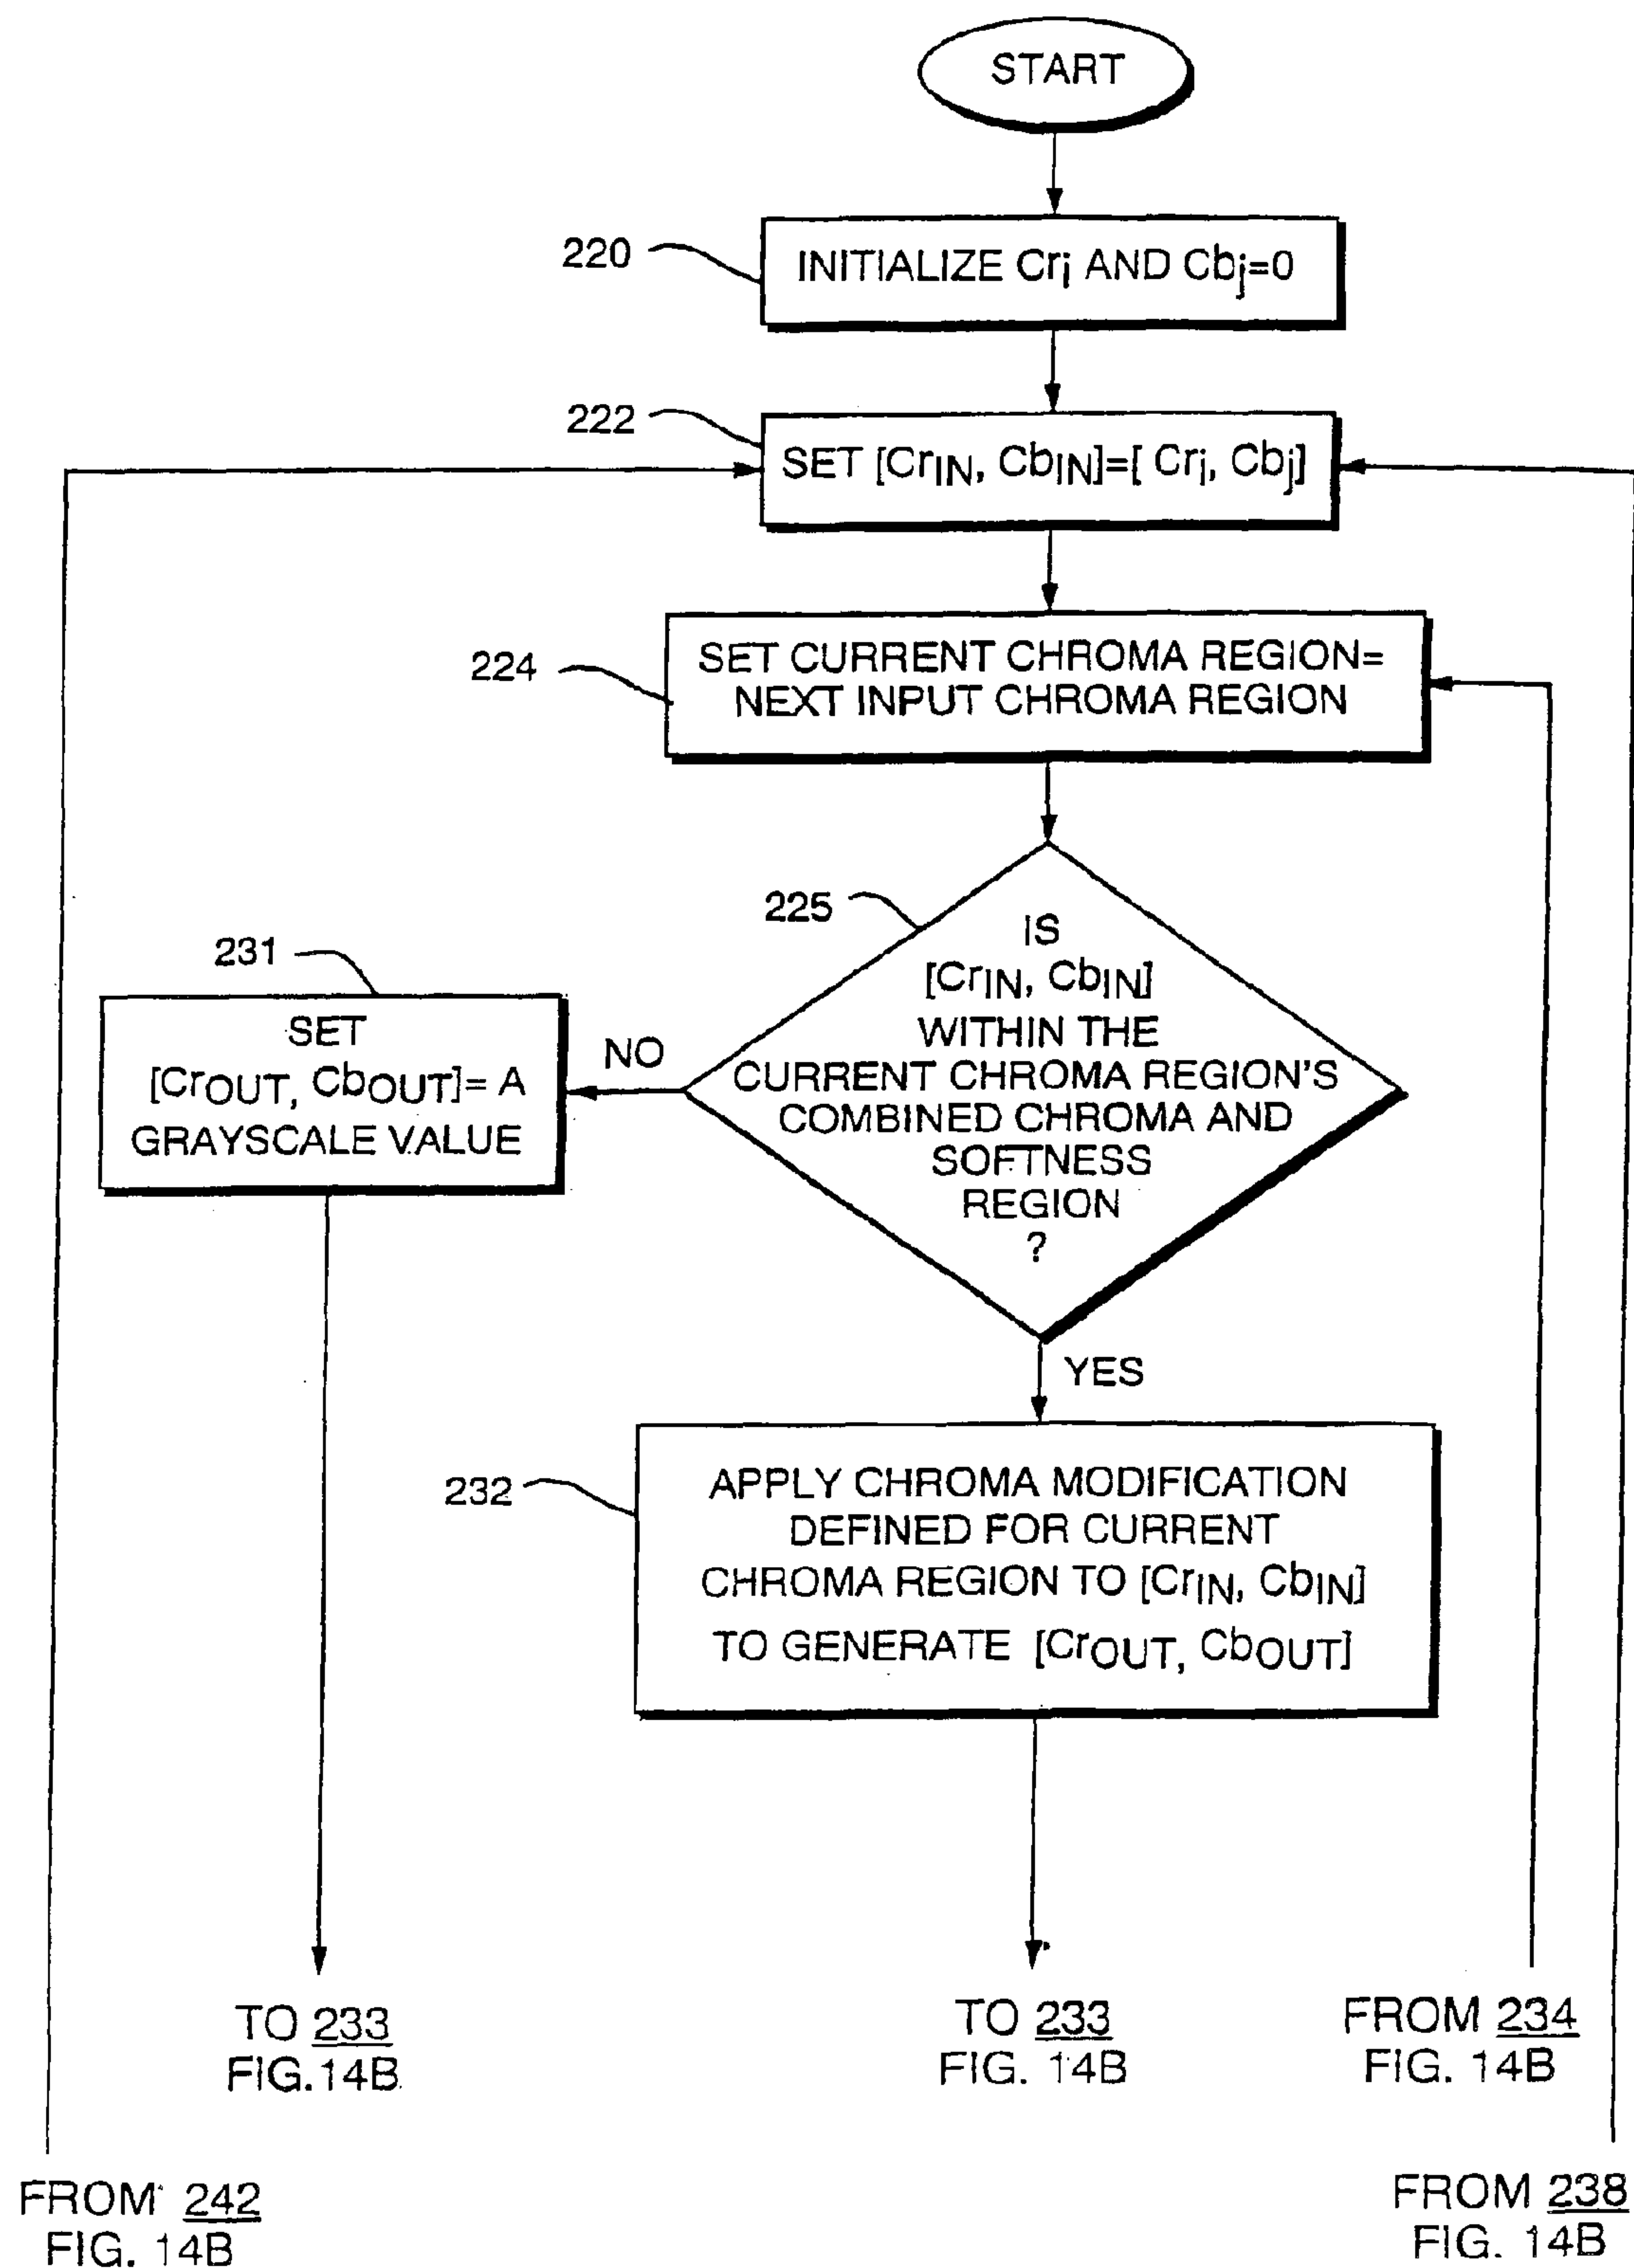 START
220
INITIALIZE Crj AND Cbj=0
222
SET [CrIN, CbIN]=[ Crj, Cbj]
224
SET CURRENT CHROMA REGION=
NEXT INPUT CHROMA REGION
225
IS
[CrIN, CbIN]
WITHIN THE
CURRENT CHROMA REGION'S
COMBINED CHROMA AND
SOFTNESS
REGION
?
231
SET
[CrOUT, CbOUT]= A
GRAYSCALE VALUE
NO
YES
232
APPLY CHROMA MODIFICATION
DEFINED FOR CURRENT
CHROMA REGION TO [CrIN, CbIN]
TO GENERATE [CrOUT, CbOUT]
TO 233
FIG.14B
TO 233
FIG. 14B
FROM 234
FIG. 14B
FROM 242
FIG. 14B
FROM 238
FIG. 14B